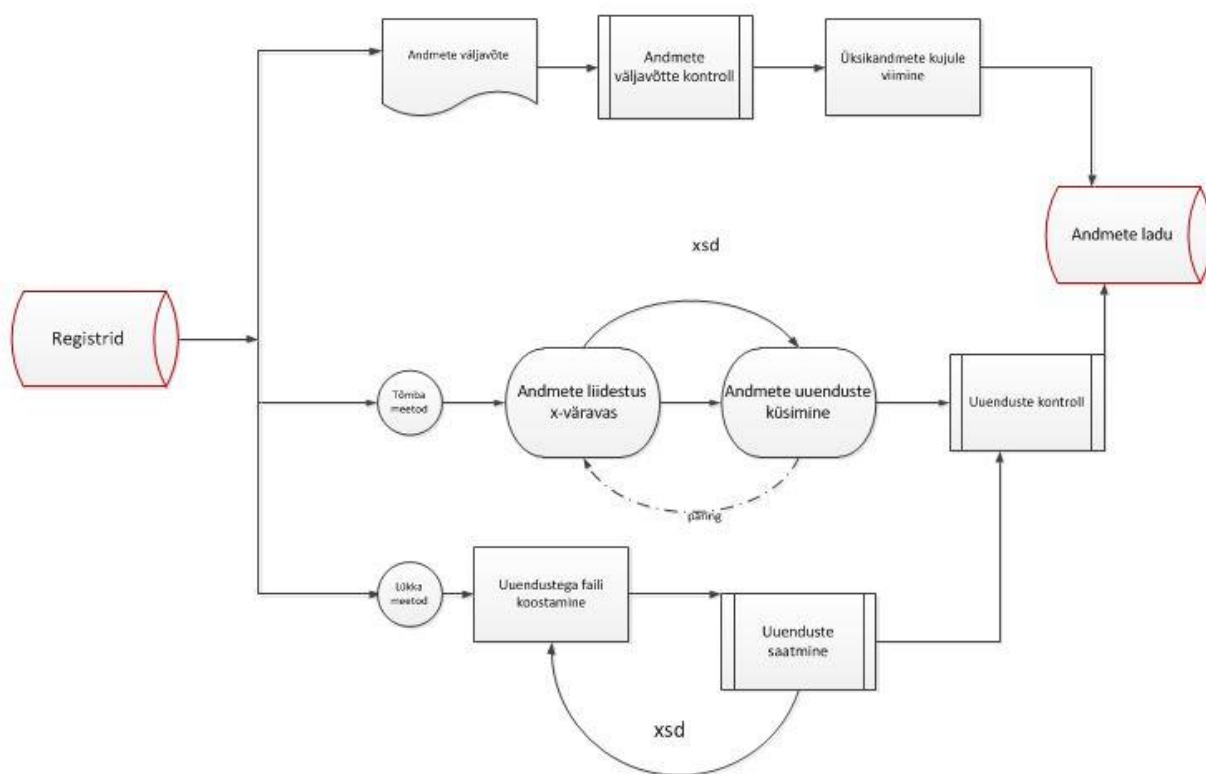 Andmete väljavõte
Andmete
väljavõtte kontroll
Üksikandmete kujule
viimine
Andmete ladu
xsd
Registrid
Tõmba
meetod
Andmete liidestus
x-väravas
Andmete uuenduste
küsimine
Uuenduste kontroll
päring
Lükka
meetod
Uuendustega faili
koostamine
Uuenduste
saatmine
xsd